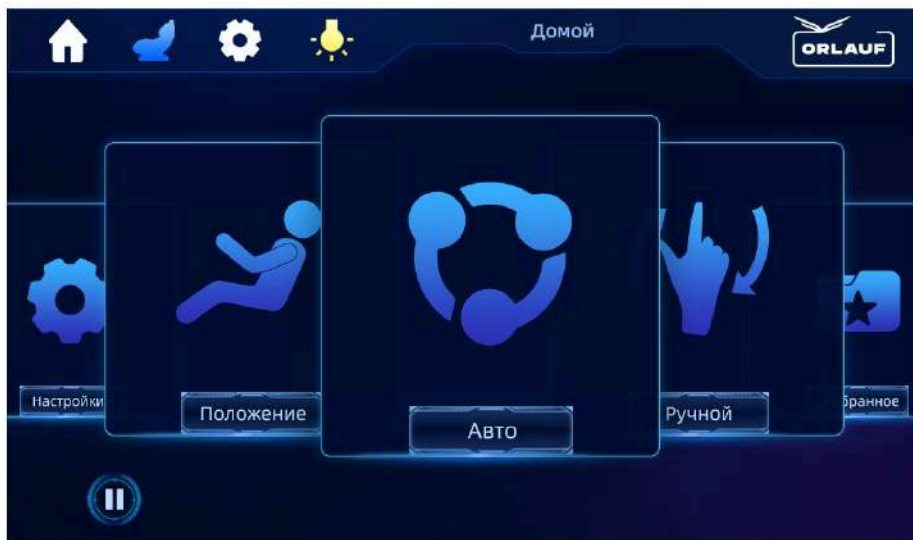 Домой
ORLAUF
Настройки
Положение
Авто
Ручной
бранное